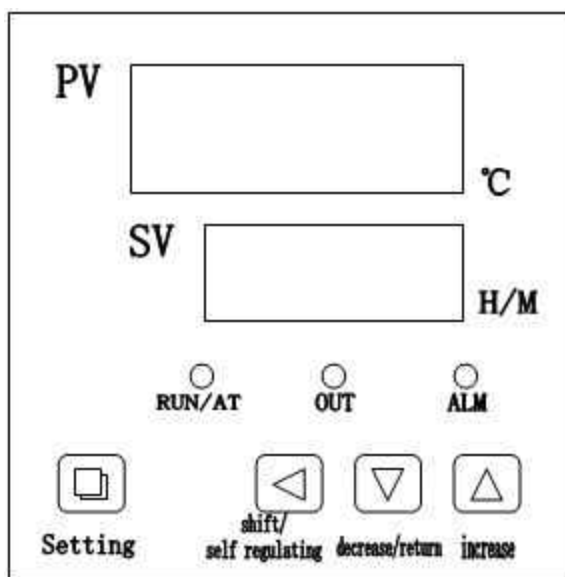 PV
℃
SV
H/M
RUN/AT OUT ALM
Setting
shift/
self regulating decrease/return increase